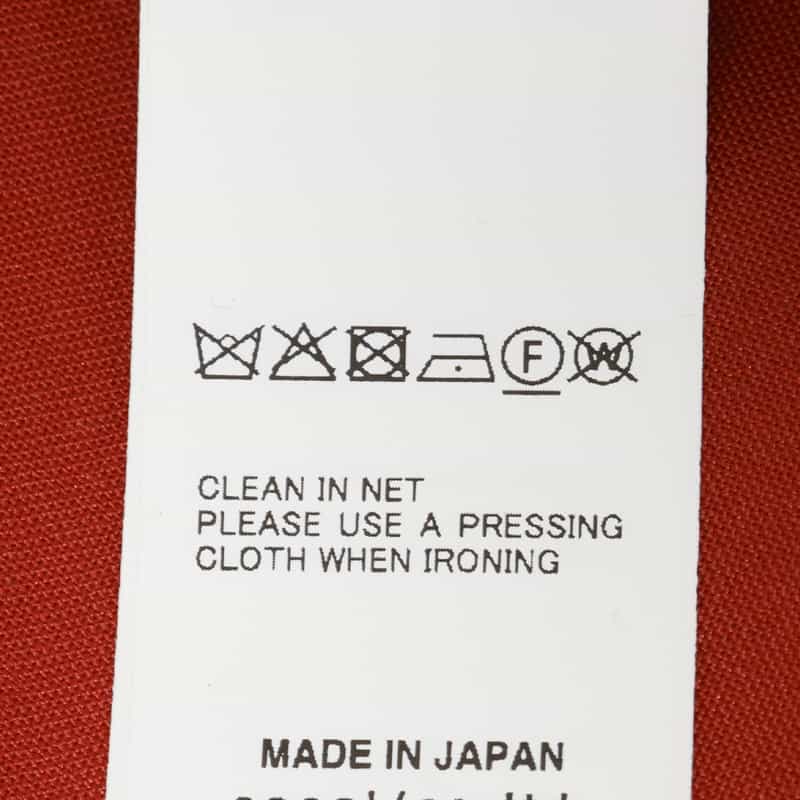 F W
CLEAN IN NET
PLEASE USE A PRESSING
CLOTH WHEN IRONING
MADE IN JAPAN